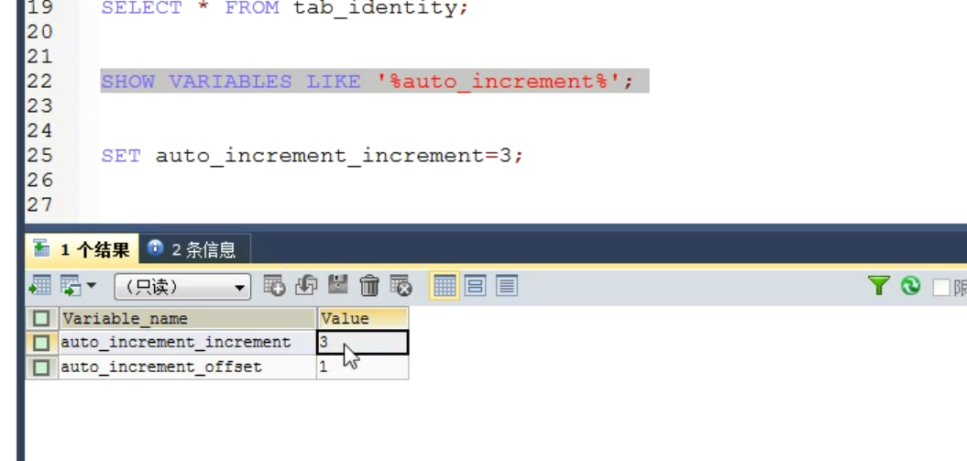 19 SELECT * FROM tab_identity;
20
21
22 SHOW VARIABLES LIKE '%auto_increment%';
23
24
25 SET auto_increment_increment=3;
26
27
1 个结果 2 条信息
(只读) 限
Variable_name Value
auto_increment_increment 3
auto_increment_offset 1